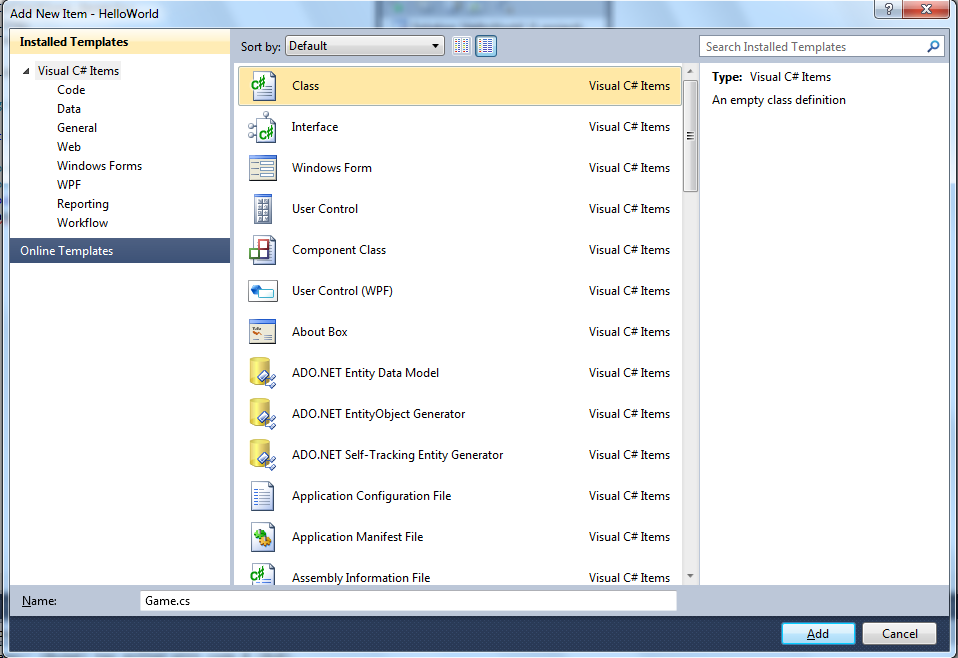 Add New Item - HelloWorld
?
Installed Templates
Sort by: Default
Search Installed Templates
Visual C# Items
Code
Data
General
Web
Windows Forms
WPF
Reporting
Workflow
Online Templates
Class Visual C# Items
Interface Visual C# Items
Windows Form Visual C# Items
User Control Visual C# Items
Component Class Visual C# Items
User Control (WPF) Visual C# Items
About Box Visual C# Items
ADO.NET Entity Data Model Visual C# Items
ADO.NET EntityObject Generator Visual C# Items
ADO.NET Self-Tracking Entity Generator Visual C# Items
Application Configuration File Visual C# Items
Application Manifest File Visual C# Items
Assembly Information File Visual C# Items
Type: Visual C# Items
An empty class definition
Name: Game.cs
Add Cancel